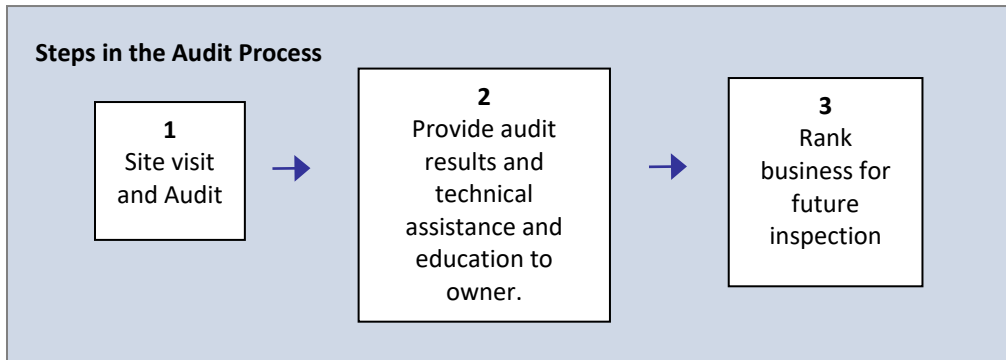 Steps in the Audit Process
1
Site visit
and Audit
2
Provide audit
results and
technical
assistance and
education to
owner.
3
Rank
business for
future
inspection